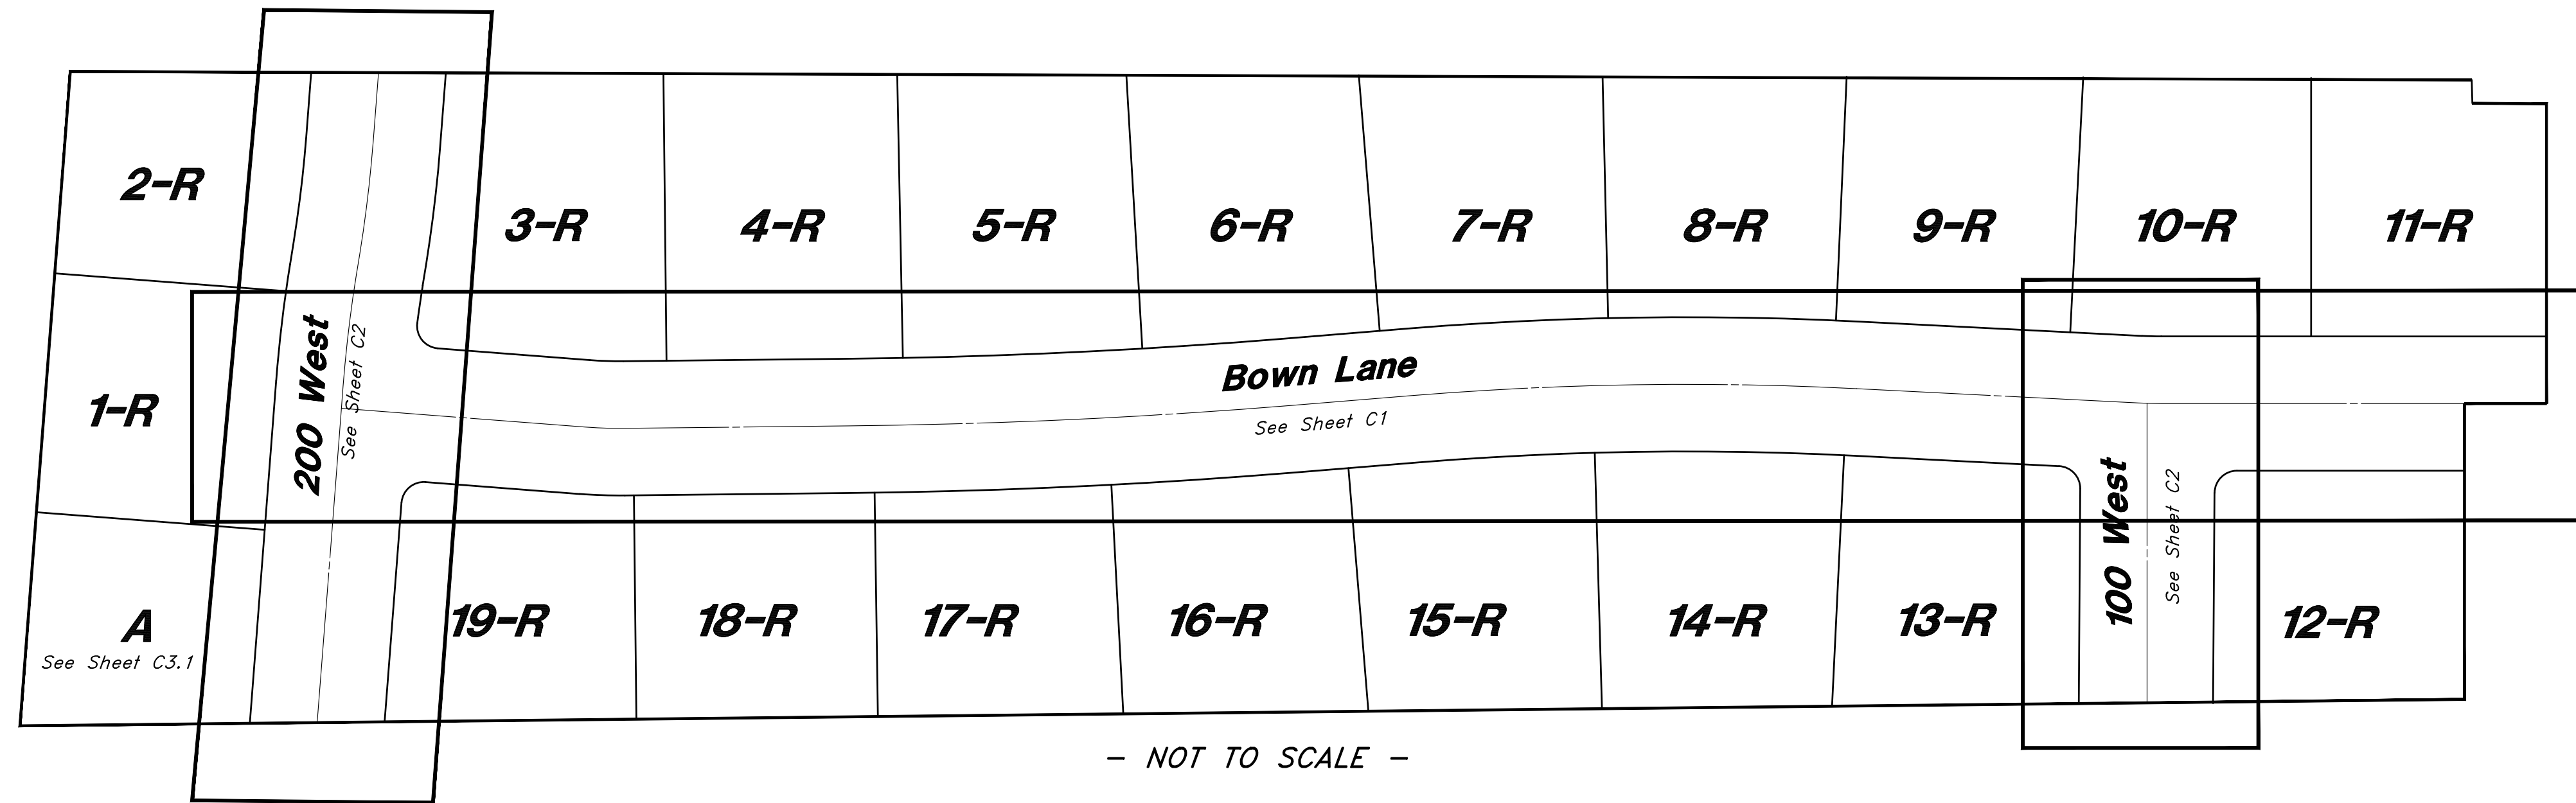 2-R
3-R
4-R
5-R
6-R
7-R
8-R
9-R
10-R
11-R
1-R
200 West
See Sheet C2
Bown Lane
See Sheet C1
100 West
See Sheet C2
A
See Sheet C3.1
19-R
18-R
17-R
16-R
15-R
14-R
13-R
12-R
- NOT TO SCALE -